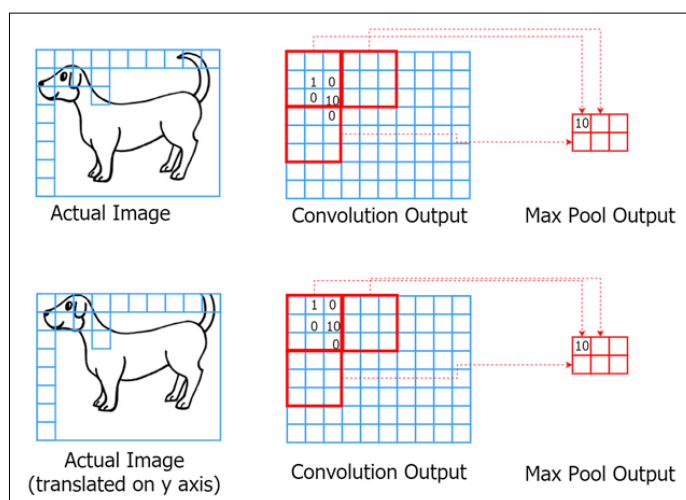 1 0
0 10
0
10
Actual Image
Convolution Output
Max Pool Output
1 0
0 10
0
10
Actual Image
(translated on y axis)
Convolution Output
Max Pool Output